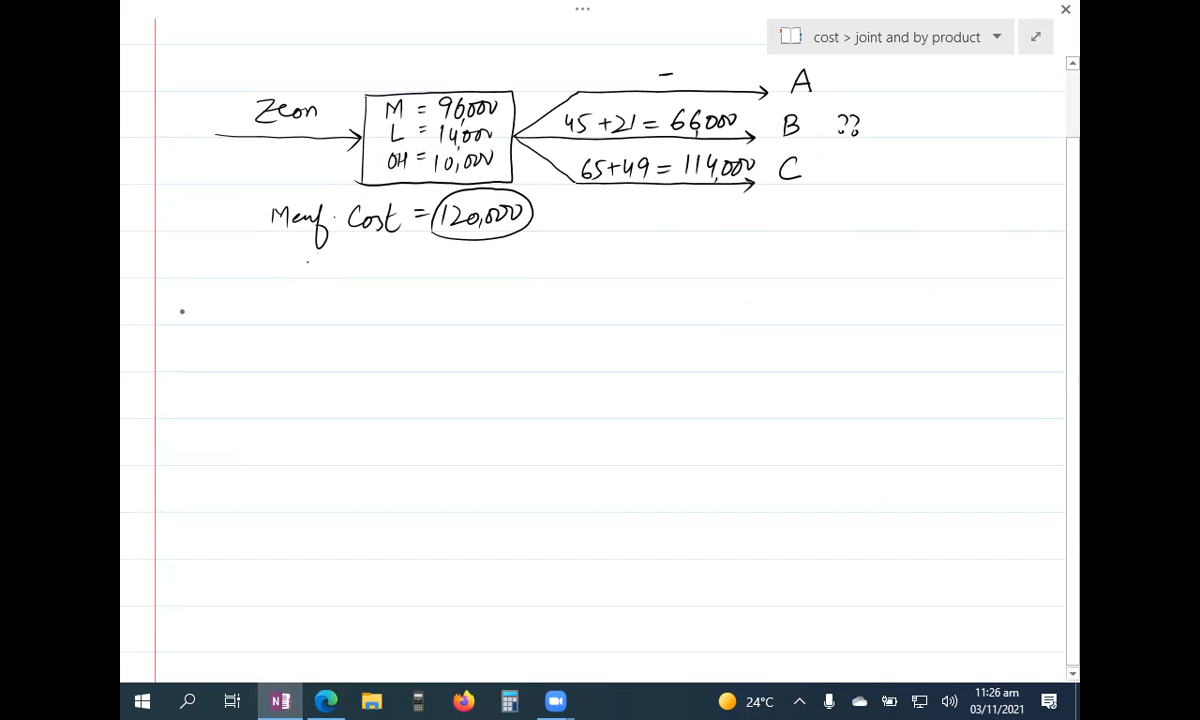 cost > joint and by product
- A
Zeon M = 96,000 45 + 21 = 66,000 B ??
L = 14,000
OH = 10,000 65 + 49 = 114,000 C
Manf. Cost = 120,000
24°C 11:26 am
03/11/2021